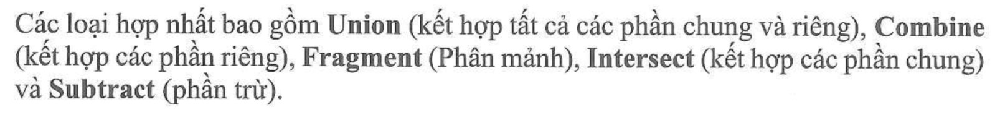 Các loại hợp nhất bao gồm Union (kết hợp tất cả các phần chung và riêng), Combine
(kết hợp các phần riêng), Fragment (Phân mảnh), Intersect (kết hợp các phần chung)
và Subtract (phần trừ).